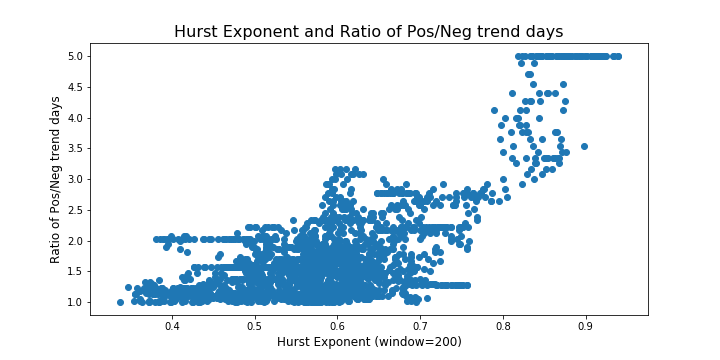 Hurst Exponent and Ratio of Pos/Neg trend days
Ratio of Pos/Neg trend days
5.0
4.5
4.0
3.5
3.0
2.5
2.0
1.5
1.0
0.4 0.5 0.6 0.7 0.8 0.9
Hurst Exponent (window=200)